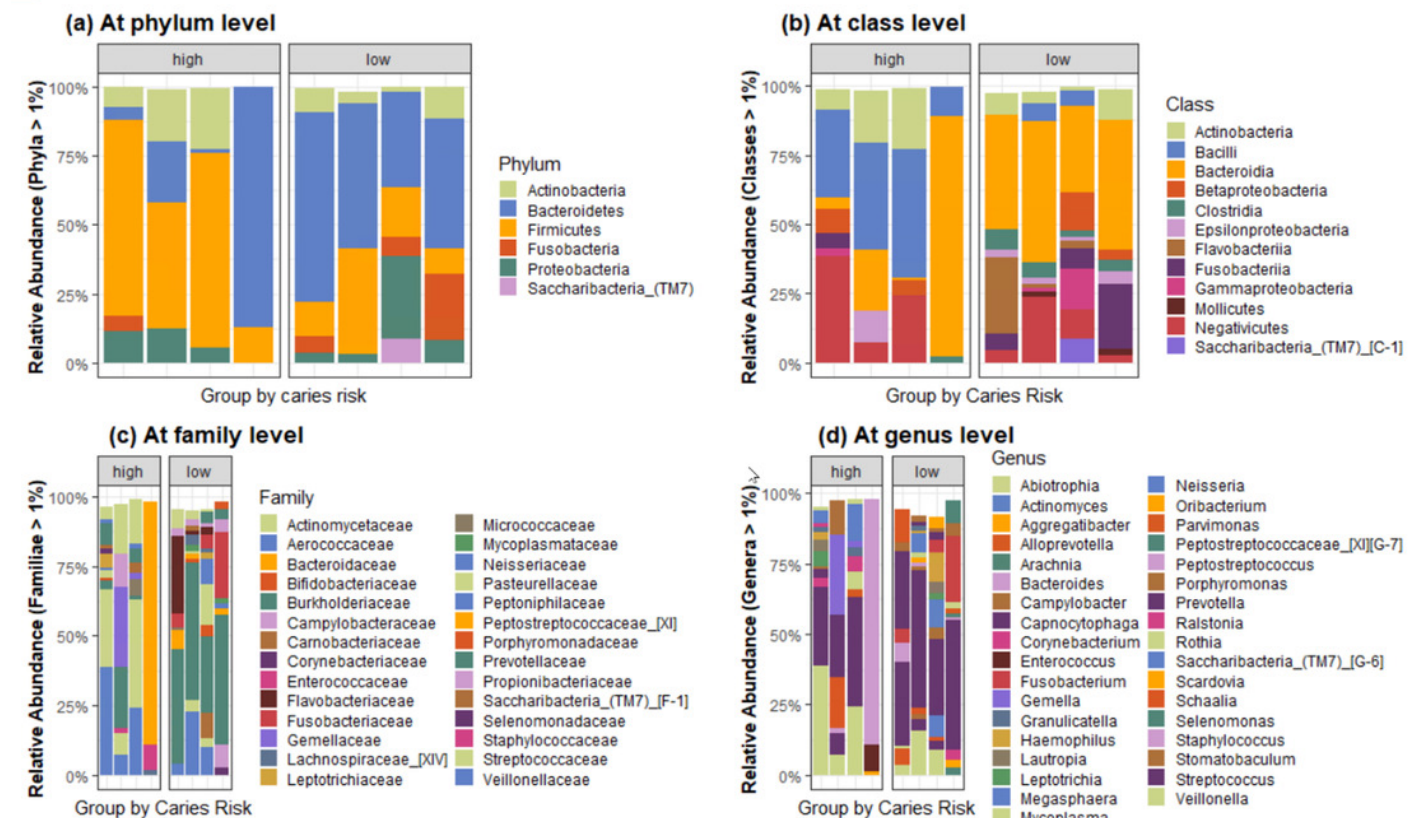 (a) At phylum level
high
low
Relative Abundance (Phyla > 1%)
100%
75%
50%
25%
0%
Group by caries risk
Phylum
Actinobacteria
Bacteroidetes
Firmicutes
Fusobacteria
Proteobacteria
Saccharibacteria_(TM7)
(b) At class level
high
low
Relative Abundance (Classes > 1%)
100%
75%
50%
25%
0%
Group by Caries Risk
Class
Actinobacteria
Bacilli
Bacteroidia
Betaproteobacteria
Clostridia
Epsilonproteobacteria
Flavobacteriia
Fusobacteriia
Gammaproteobacteria
Mollicutes
Negativicutes
Saccharibacteria_(TM7)_[C-1]
(c) At family level
high
low
Relative Abundance (Familiae > 1%)
100%
75%
50%
25%
0%
Group by Caries Risk
Family
Actinomycetaceae
Aerococcaceae
Bacteroidaceae
Bifidobacteriaceae
Burkholderiaceae
Campylobacteraceae
Carnobacteriaceae
Corynebacteriaceae
Enterococcaceae
Flavobacteriaceae
Fusobacteriaceae
Gemellaceae
Lachnospiraceae_[XIV]
Leptotrichiaceae
Micrococcaceae
Mycoplasmataceae
Neisseriaceae
Pasteurellaceae
Peptoniphilaceae
Peptostreptococcaceae_[XI]
Porphyromonadaceae
Prevotellaceae
Propionibacteriaceae
Saccharibacteria_(TM7)_[F-1]
Selenomonadaceae
Staphylococcaceae
Streptococcaceae
Veillonellaceae
(d) At genus level
high
low
Relative Abundance (Genera > 1%)
100%
75%
50%
25%
0%
Group by Caries Risk
Genus
Abiotrophia
Actinomyces
Aggregatibacter
Alloprevotella
Arachnia
Bacteroides
Campylobacter
Capnocytophaga
Corynebacterium
Enterococcus
Fusobacterium
Gemella
Granulicatella
Haemophilus
Lautropia
Leptotrichia
Megasphaera
Mycoplasma
Neisseria
Oribacterium
Parvimonas
Peptostreptococcaceae_[XI][G-7]
Peptostreptococcus
Porphyromonas
Prevotella
Ralstonia
Rothia
Saccharibacteria_(TM7)_[G-6]
Scardovia
Schaalia
Selenomonas
Staphylococcus
Stomatobaculum
Streptococcus
Veillonella